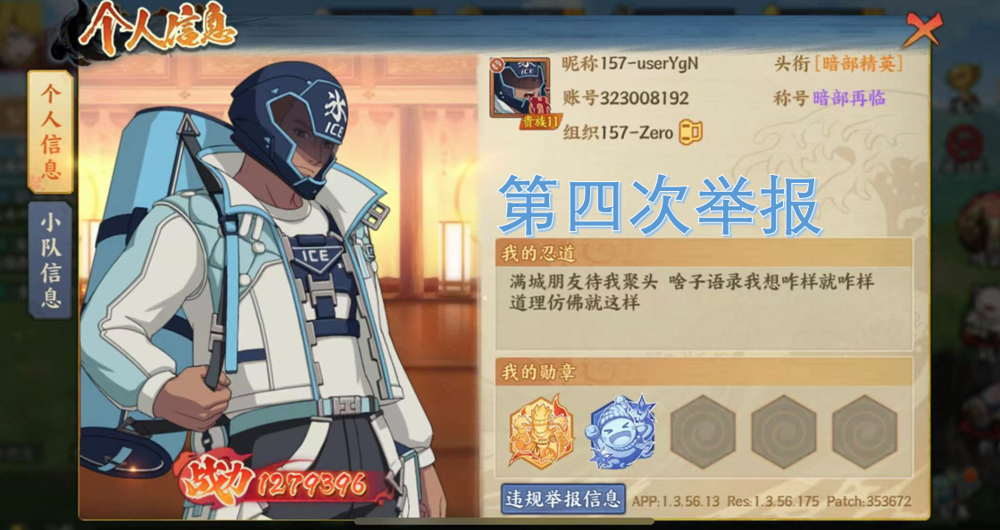 个人信息
个人信息
小队信息
氷
ICE
ICE
战力1279396
贵族11
昵称157-userYgN
头衔[暗部精英]
账号323008192
称号暗部再临
组织157-Zero
第四次举报
我的忍道
满城朋友待我聚头 啥子语录我想咋样就咋样
道理仿佛就这样
我的勋章
违规举报信息
APP:1.3.56.13 Res:1.3.56.175 Patch:353672